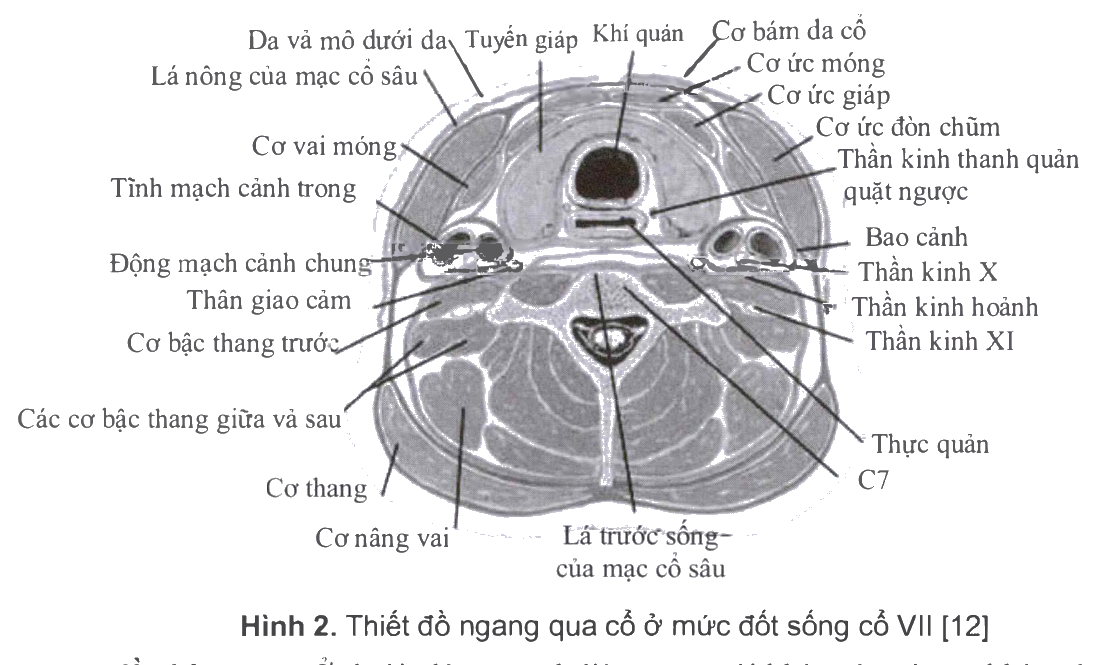 Da vả mô dưới da
Tuyến giáp
Khí quản
Cơ bám da cổ
Lá nông của mạc cổ sâu
Cơ ức móng
Cơ ức giáp
Cơ ức đòn chũm
Cơ vai móng
Thần kinh thanh quản
quặt ngược
Tĩnh mạch cảnh trong
Bao cảnh
Động mạch cảnh chung
Thần kinh X
Thân giao cảm
Thần kinh hoảnh
Cơ bậc thang trước
Thần kinh XI
Các cơ bậc thang giữa vả sau
Thực quản
C7
Cơ thang
Cơ nâng vai
Lá trước sống
của mạc cổ sâu
Hình 2. Thiết đồ ngang qua cổ ở mức đốt sống cổ VII [12]